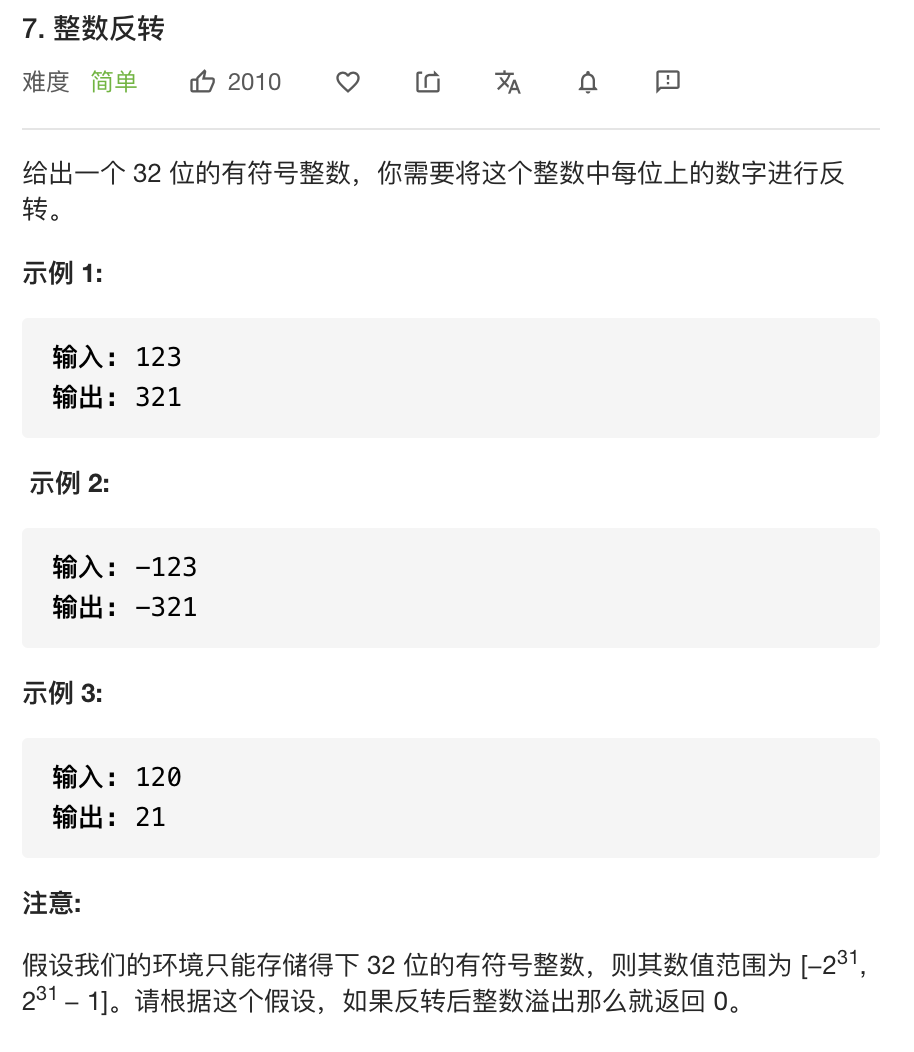 7. 整数反转
难度 简单 2010
给出一个 32 位的有符号整数，你需要将这个整数中每位上的数字进行反
转。
示例 1:
输入: 123
输出: 321
示例 2:
输入: -123
输出: -321
示例 3:
输入: 120
输出: 21
注意:
假设我们的环境只能存储得下 32 位的有符号整数，则其数值范围为 [−2³¹,
2³¹ − 1]。请根据这个假设，如果反转后整数溢出那么就返回 0。